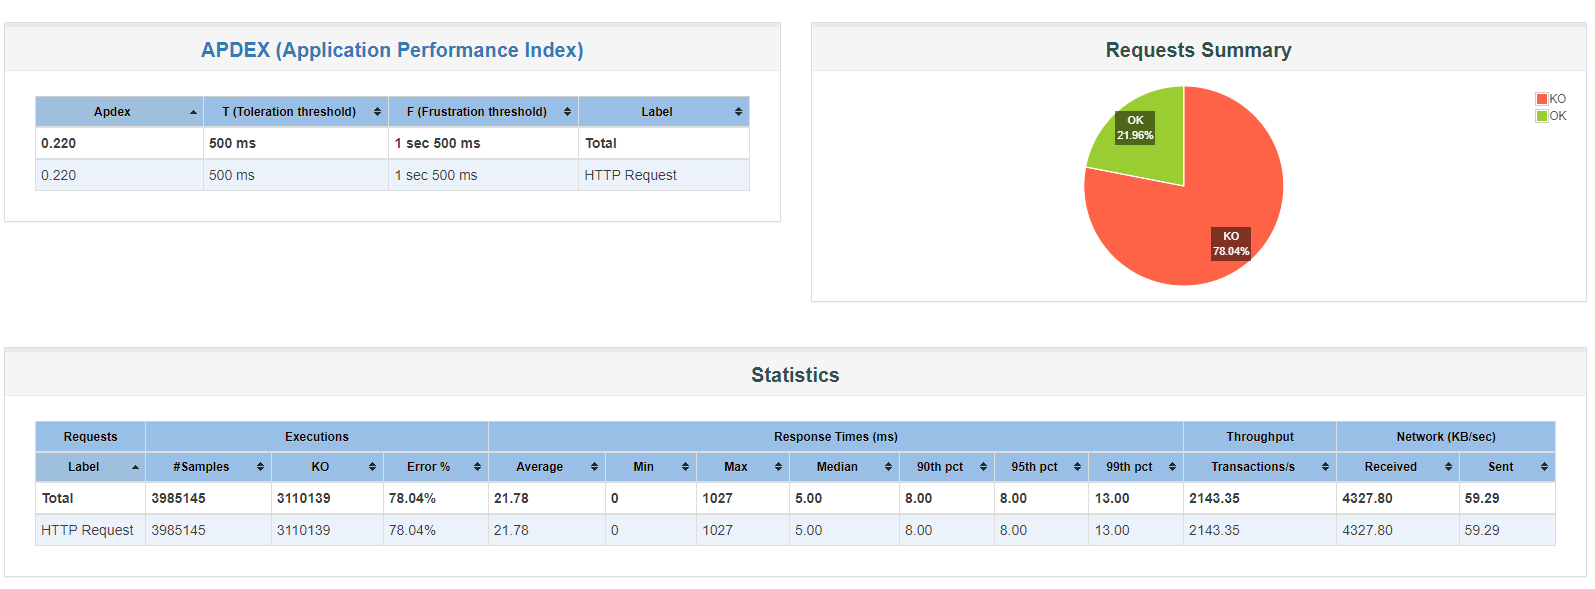 APDEX (Application Performance Index)
Apdex T (Toleration threshold) F (Frustration threshold) Label
0.220 500 ms 1 sec 500 ms Total
0.220 500 ms 1 sec 500 ms HTTP Request
Requests Summary
KO
OK
OK
21.96%
KO
78.04%
Statistics
Requests Executions Response Times (ms) Throughput Network (KB/sec)
Label #Samples KO Error % Average Min Max Median 90th pct 95th pct 99th pct Transactions/s Received Sent
Total 3985145 3110139 78.04% 21.78 0 1027 5.00 8.00 8.00 13.00 2143.35 4327.80 59.29
HTTP Request 3985145 3110139 78.04% 21.78 0 1027 5.00 8.00 8.00 13.00 2143.35 4327.80 59.29